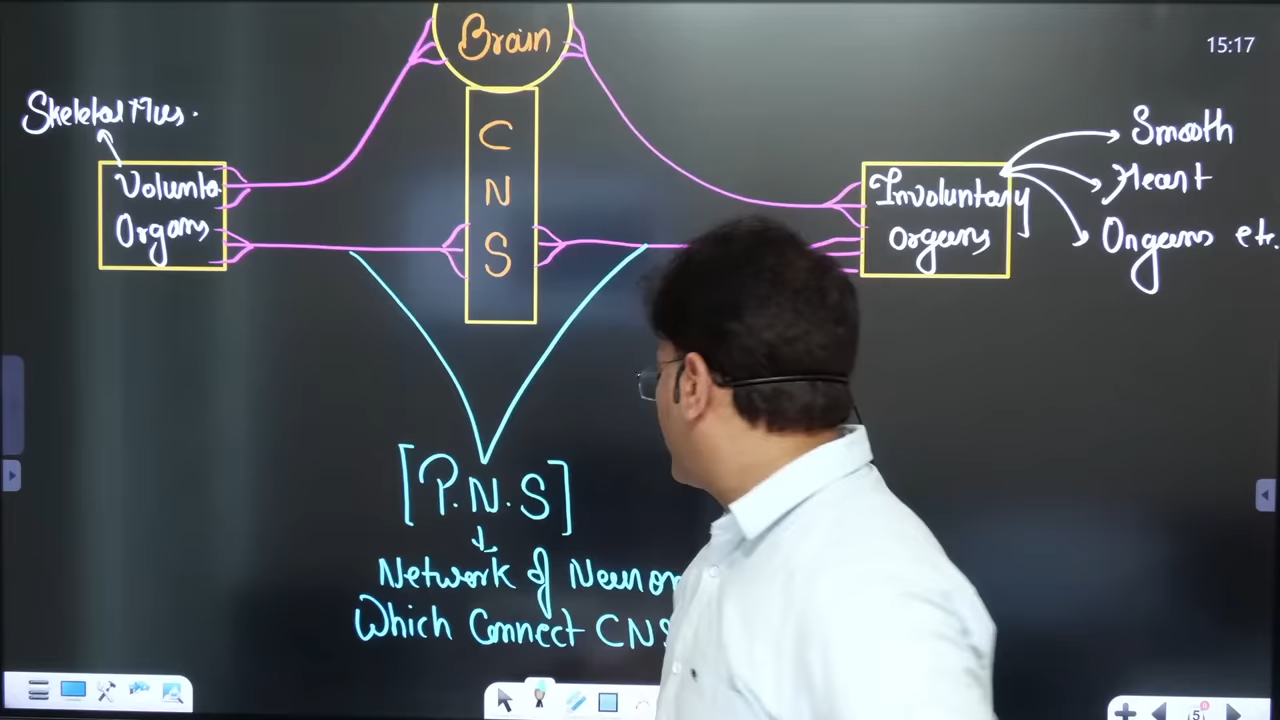 Brain
15:17
Skeletal Mus.
Smooth
Heart
Organs etc.
Volunta
Organs
C
N
S
Involuntary
organs
[P.N.S]
Network of Neuron
Which Connect CNS
5